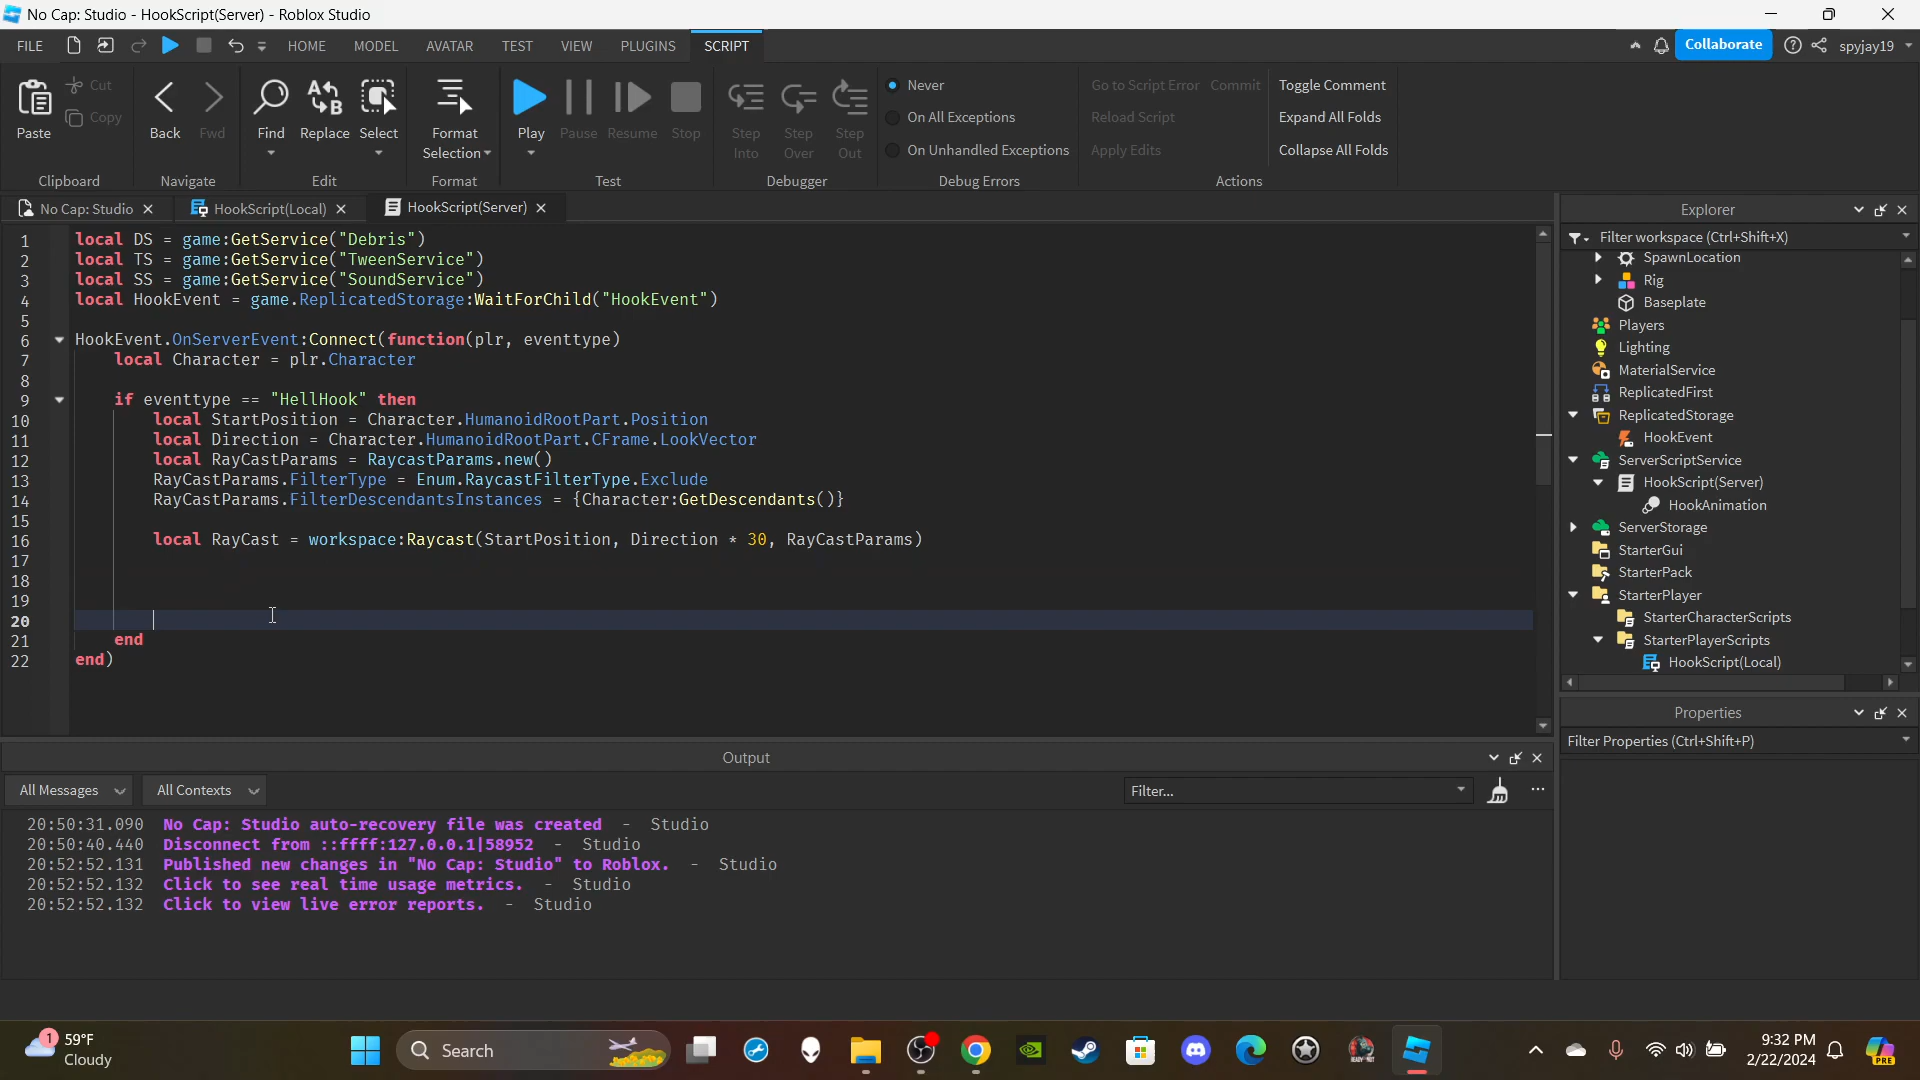 No Cap: Studio - HookScript(Server) - Roblox Studio
FILE HOME MODEL AVATAR TEST VIEW PLUGINS SCRIPT Collaborate spyjay19
Paste Cut Copy Back Fwd Find Replace Select Format Selection Play Pause Resume Stop Step Into Step Over Step Out
Never Go to Script Error Commit Toggle Comment
On All Exceptions Reload Script Expand All Folds
On Unhandled Exceptions Apply Edits Collapse All Folds
Clipboard Navigate Edit Format Test Debugger Debug Errors Actions
No Cap: Studio HookScript(Local) HookScript(Server)
1 local DS = game:GetService("Debris")
2 local TS = game:GetService("TweenService")
3 local SS = game:GetService("SoundService")
4 local HookEvent = game.ReplicatedStorage:WaitForChild("HookEvent")
5
6 HookEvent.OnServerEvent:Connect(function(plr, eventtype)
7 local Character = plr.Character
8
9 if eventtype == "HellHook" then
10 local StartPosition = Character.HumanoidRootPart.Position
11 local Direction = Character.HumanoidRootPart.CFrame.LookVector
12 local RayCastParams = RaycastParams.new()
13 RayCastParams.FilterType = Enum.RaycastFilterType.Exclude
14 RayCastParams.FilterDescendantsInstances = {Character:GetDescendants()}
15
16 local RayCast = workspace:Raycast(StartPosition, Direction * 30, RayCastParams)
17
18
19
20
21 end
22 end)
Explorer
Filter workspace (Ctrl+Shift+X)
SpawnLocation
Rig
Baseplate
Players
Lighting
MaterialService
ReplicatedFirst
ReplicatedStorage
HookEvent
ServerScriptService
HookScript(Server)
HookAnimation
ServerStorage
StarterGui
StarterPack
StarterPlayer
StarterCharacterScripts
StarterPlayerScripts
HookScript(Local)
Properties
Filter Properties (Ctrl+Shift+P)
Output
All Messages All Contexts Filter...
20:50:31.090 No Cap: Studio auto-recovery file was created - Studio
20:50:40.440 Disconnect from ::ffff:127.0.0.1|58952 - Studio
20:52:52.131 Published new changes in "No Cap: Studio" to Roblox. - Studio
20:52:52.132 Click to see real time usage metrics. - Studio
20:52:52.132 Click to view live error reports. - Studio
1 59°F
Cloudy
Search
9:32 PM
2/22/2024
PRE